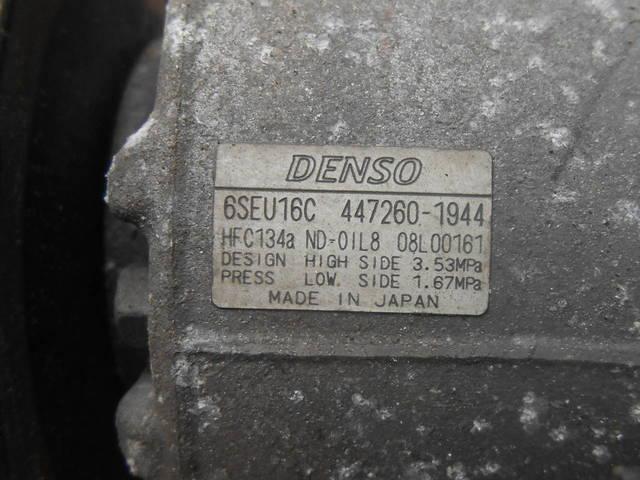 DENSO
6SEU16C 447260-1944
HFC134a ND-OIL8 08L00161
DESIGN HIGH SIDE 3.53MPa
PRESS LOW. SIDE 1.67MPa
MADE IN JAPAN